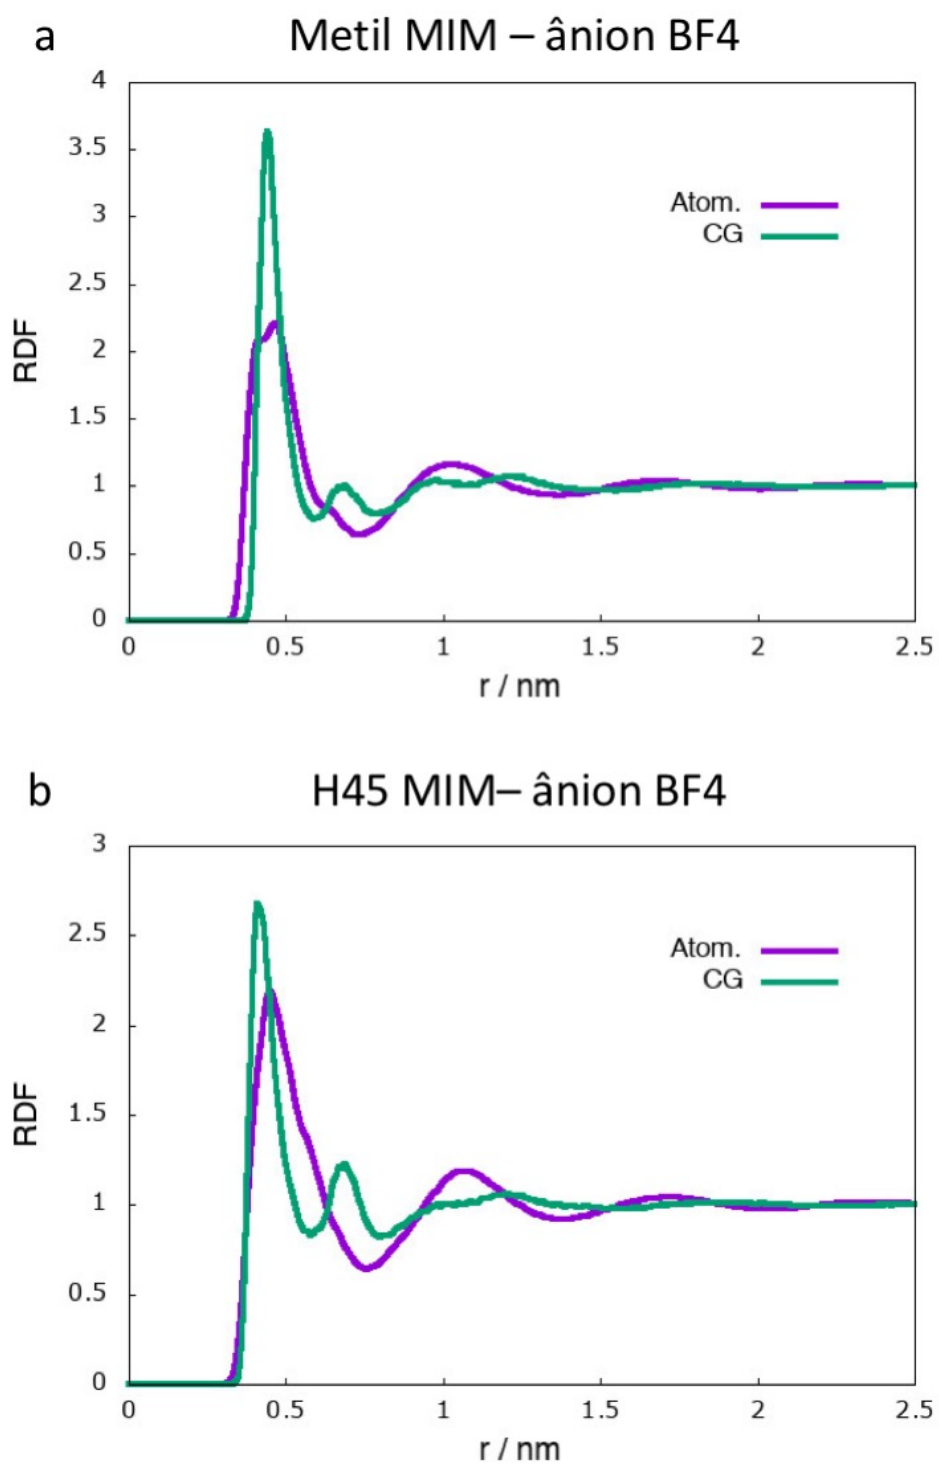 a
Metil MIM – ânion BF4
4
3.5
3
2.5
2
1.5
1
0.5
0
RDF
Atom.
CG
0 0.5 1 1.5 2 2.5
r / nm
b
H45 MIM– ânion BF4
3
2.5
2
1.5
1
0.5
0
RDF
Atom.
CG
0 0.5 1 1.5 2 2.5
r / nm